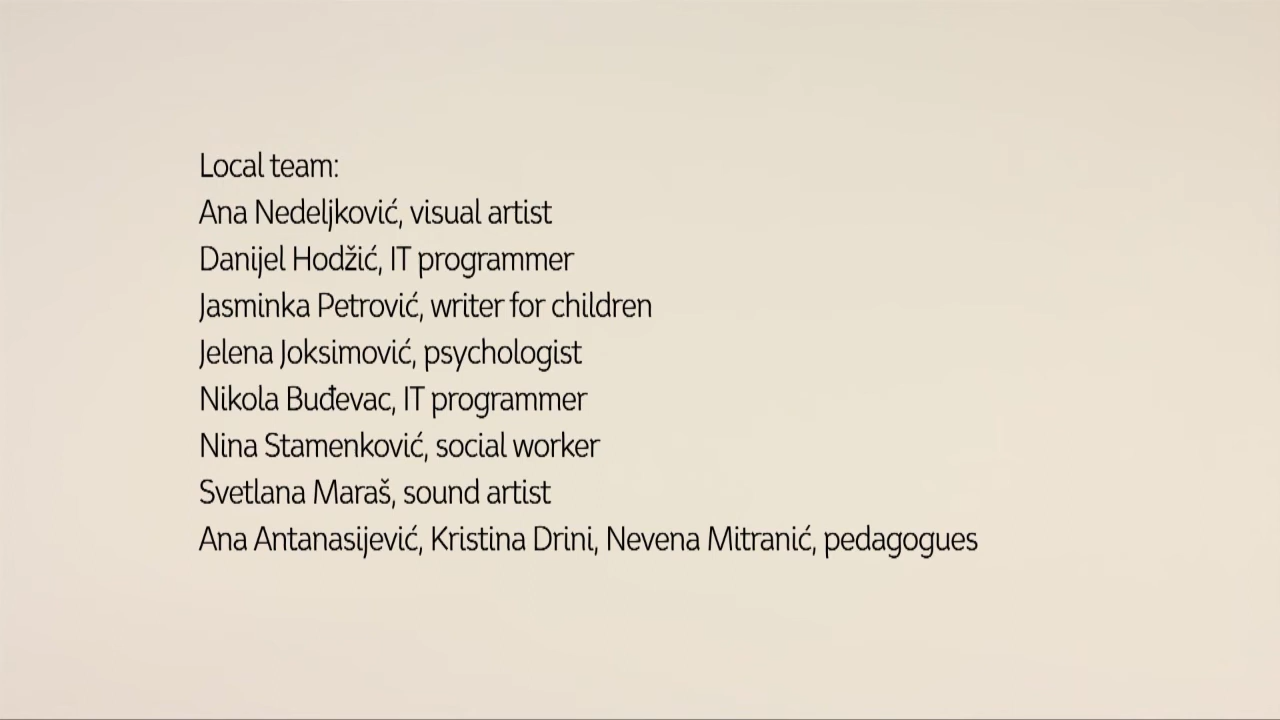 Local team:
Ana Nedeljković, visual artist
Danijel Hodžić, IT programmer
Jasminka Petrović, writer for children
Jelena Joksimović, psychologist
Nikola Buđevac, IT programmer
Nina Stamenković, social worker
Svetlana Maraš, sound artist
Ana Antanasijević, Kristina Drini, Nevena Mitranić, pedagogues